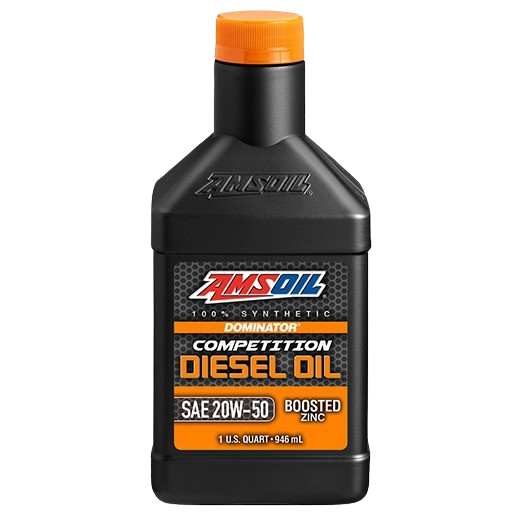 AMSOIL®
AMSOIL®
100% SYNTHETIC
DOMINATOR®
COMPETITION
DIESEL OIL
SAE 20W-50
BOOSTED
ZINC
1 U.S. QUART • 946 mL